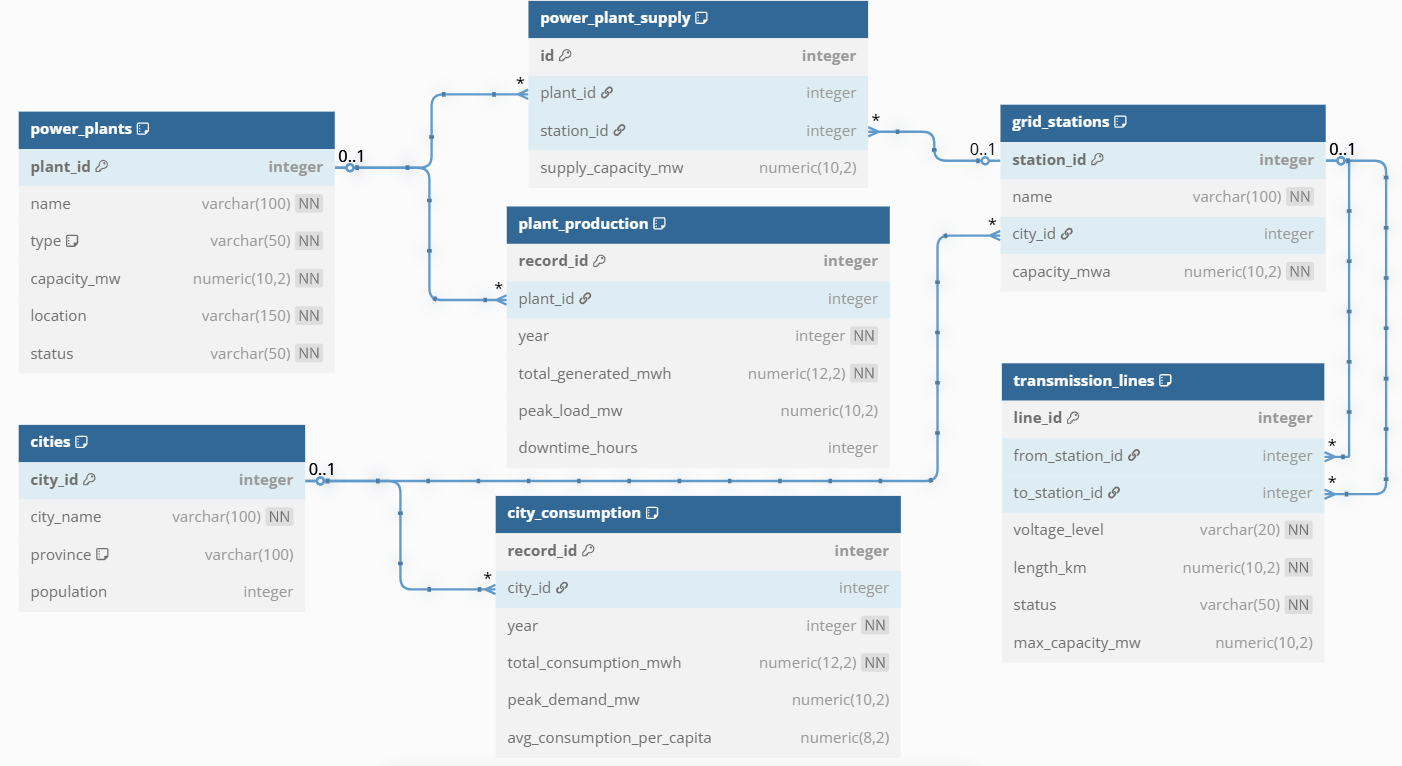 power_plant_supply
id integer
plant_id integer
station_id integer
supply_capacity_mw numeric(10,2)
power_plants
plant_id integer
name varchar(100) NN
type varchar(50) NN
capacity_mw numeric(10,2) NN
location varchar(150) NN
status varchar(50) NN
0..1
*
*
plant_production
record_id integer
plant_id integer
year integer NN
total_generated_mwh numeric(12,2) NN
peak_load_mw numeric(10,2)
downtime_hours integer
*
0..1
grid_stations
station_id integer
name varchar(100) NN
city_id integer
capacity_mwa numeric(10,2) NN
0..1
*
transmission_lines
line_id integer
from_station_id integer
to_station_id integer
voltage_level varchar(20) NN
length_km numeric(10,2) NN
status varchar(50) NN
max_capacity_mw numeric(10,2)
*
*
cities
city_id integer
city_name varchar(100) NN
province varchar(100)
population integer
0..1
*
city_consumption
record_id integer
city_id integer
year integer NN
total_consumption_mwh numeric(12,2) NN
peak_demand_mw numeric(10,2)
avg_consumption_per_capita numeric(8,2)